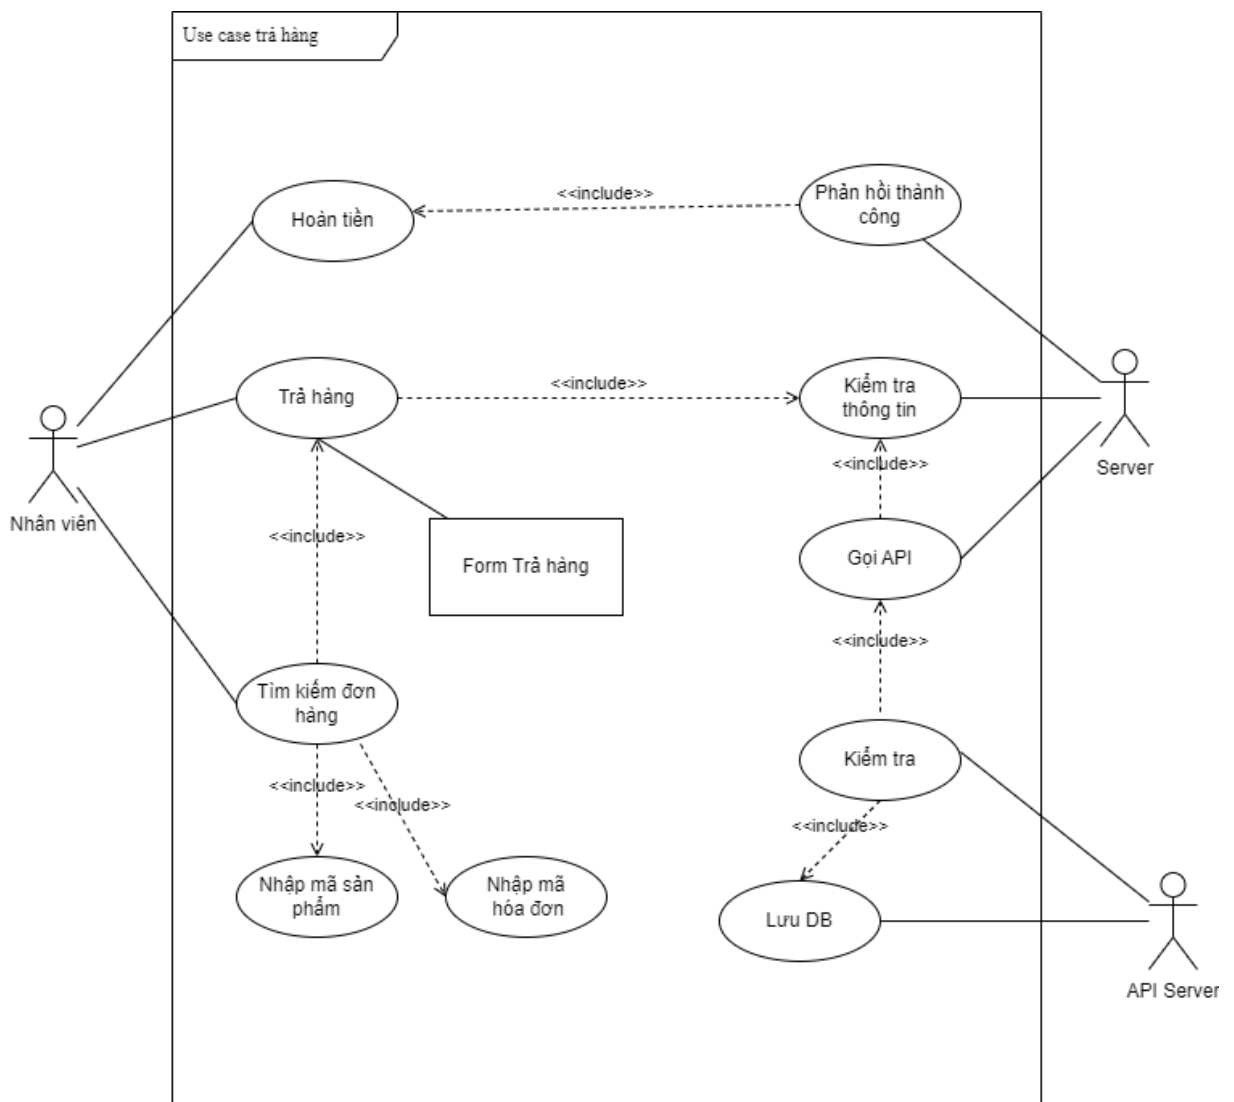 Use case trả hàng
Hoàn tiền
<<include>>
Phản hồi thành
công
Trả hàng
<<include>>
Kiểm tra
thông tin
<<include>>
Server
Nhân viên
<<include>>
Form Trả hàng
Gọi API
<<include>>
Tìm kiếm đơn
hàng
Kiểm tra
<<include>>
<<include>>
<<include>>
Nhập mã sản
phẩm
Nhập mã
hóa đơn
Lưu DB
API Server